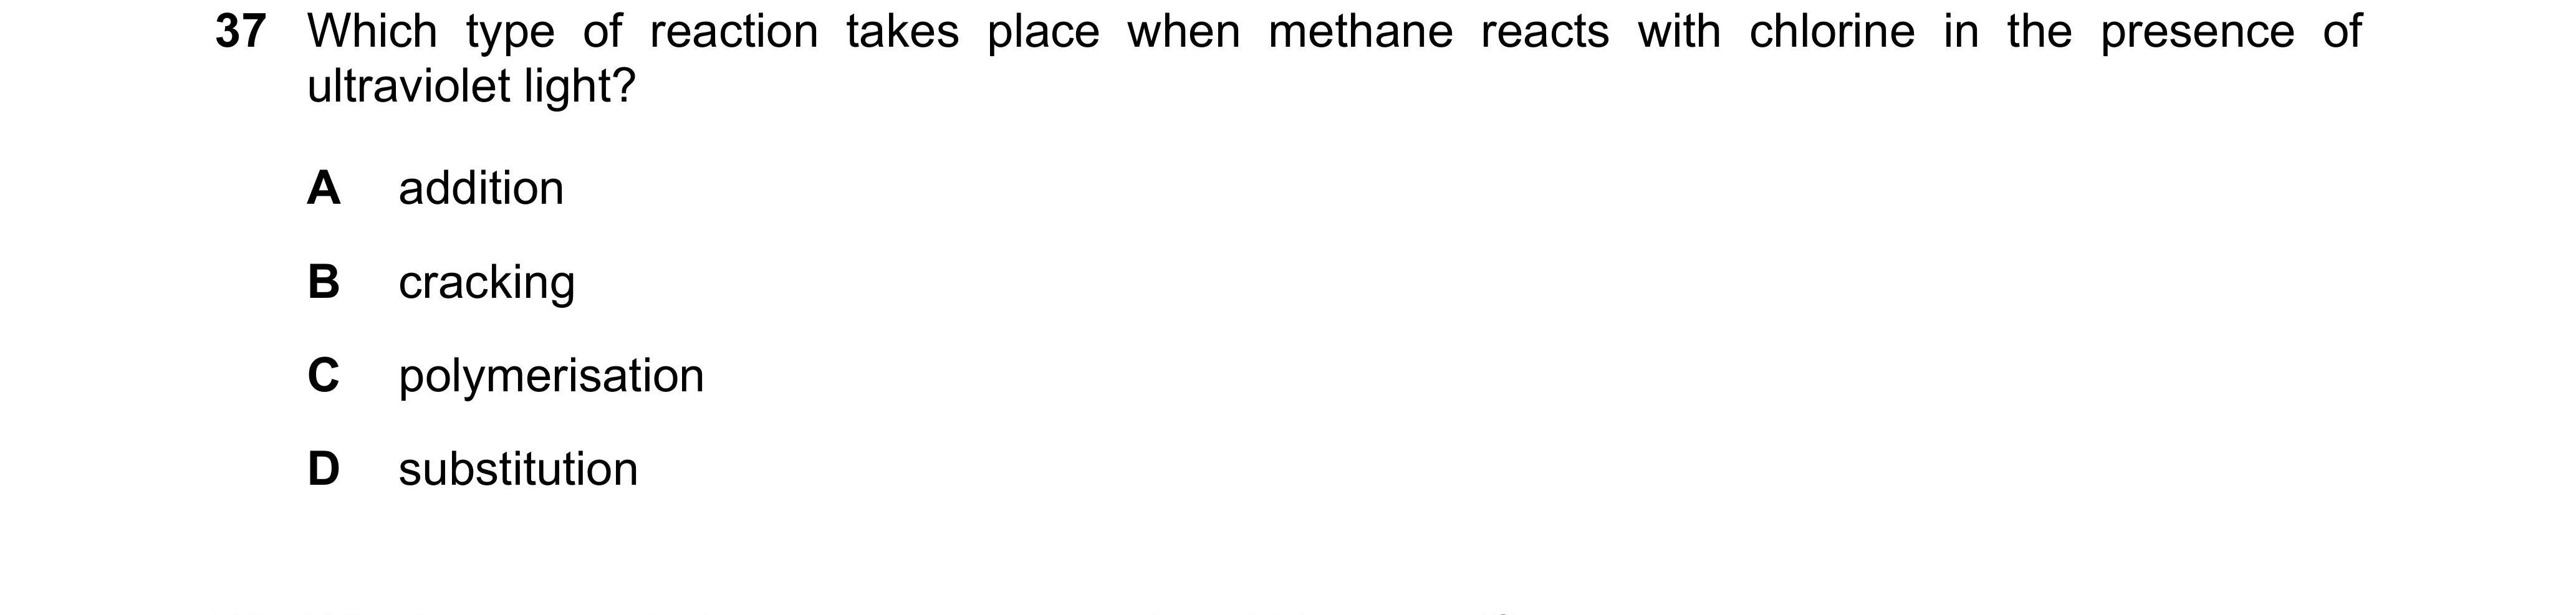 37 Which type of reaction takes place when methane reacts with chlorine in the presence of
ultraviolet light?
A addition
B cracking
C polymerisation
D substitution